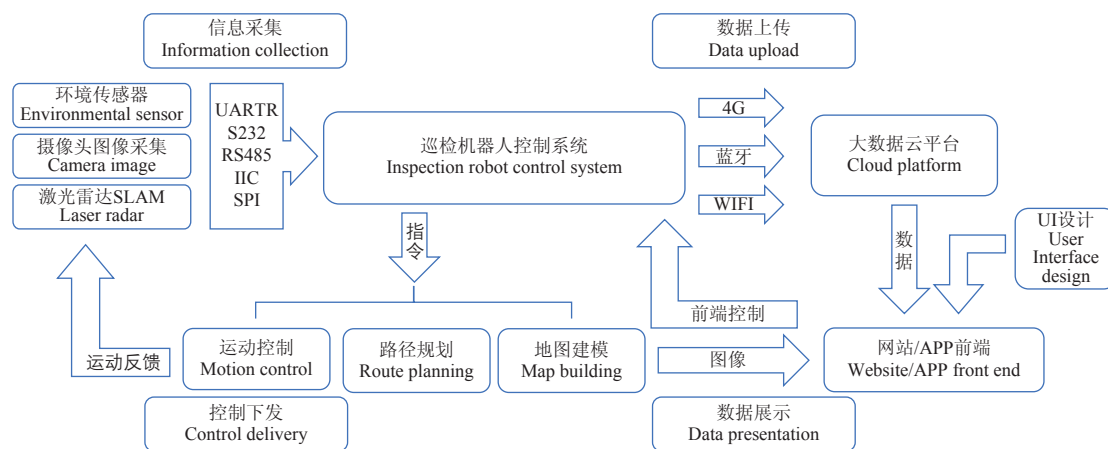 信息采集
Information collection
数据上传
Data upload
环境传感器
Environmental sensor
摄像头图像采集
Camera image
激光雷达SLAM
Laser radar
UARTR
S232
RS485
IIC
SPI
巡检机器人控制系统
Inspection robot control system
4G
蓝牙
WIFI
大数据云平台
Cloud platform
指令
数据
UI设计
User
Interface
design
前端控制
运动反馈
运动控制
Motion control
路径规划
Route planning
地图建模
Map building
图像
网站/APP前端
Website/APP front end
控制下发
Control delivery
数据展示
Data presentation